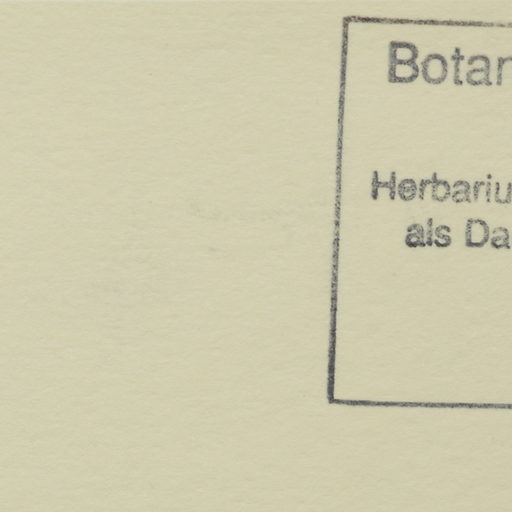 Botan
Herbariu
als Da